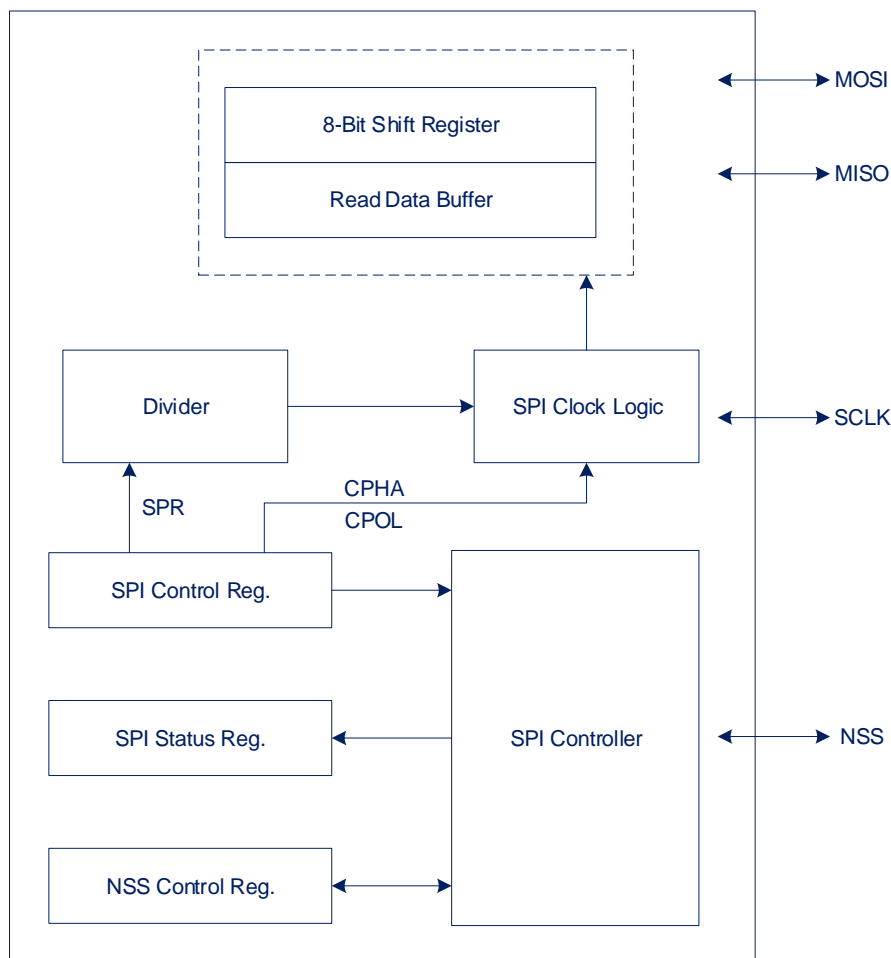 MOSI
8-Bit Shift Register
MISO
Read Data Buffer
Divider
SPI Clock Logic
SCLK
CPHA
SPR
CPOL
SPI Control Reg.
SPI Status Reg.
SPI Controller
NSS
NSS Control Reg.